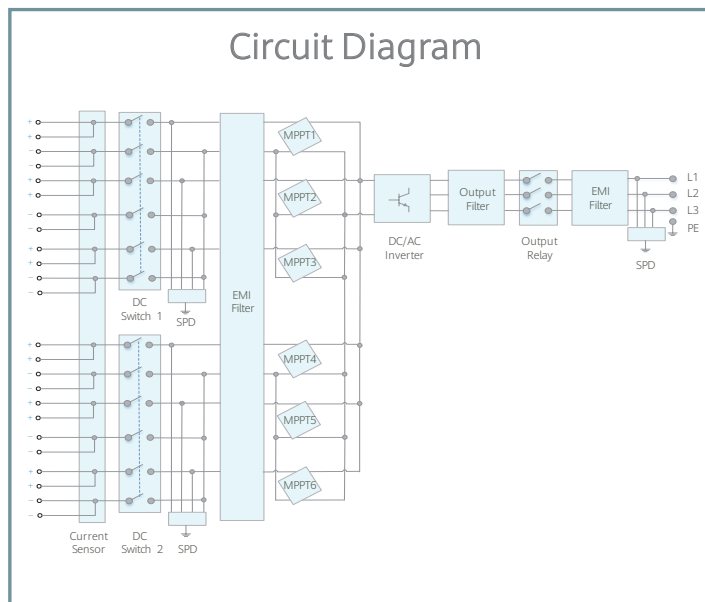 Circuit Diagram
+
+
−
−
+
+
−
−
+
+
−
−
MPPT1
MPPT2
MPPT3
DC
Switch 1
SPD
EMI
Filter
DC/AC
Inverter
Output
Filter
Output
Relay
EMI
Filter
L1
L2
L3
PE
SPD
+
+
−
−
+
+
−
−
+
+
−
−
MPPT4
MPPT5
MPPT6
Current
Sensor
DC
Switch 2
SPD